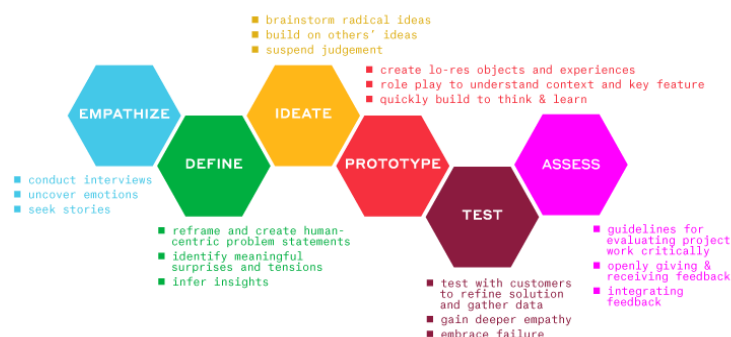 ■ brainstorm radical ideas
■ build on others' ideas
■ suspend judgement
EMPATHIZE
■ conduct interviews
■ uncover emotions
■ seek stories
DEFINE
■ reframe and create human-
centric problem statements
■ identify meaningful
surprises and tensions
■ infer insights
IDEATE
■ create lo-res objects and experiences
■ role play to understand context and key feature
■ quickly build to think & learn
PROTOTYPE
TEST
■ test with customers
to refine solution
and gather data
■ gain deeper empathy
■ embrace failure
ASSESS
■ guidelines for
evaluating project
work critically
■ openly giving &
receiving feedback
■ integrating
feedback